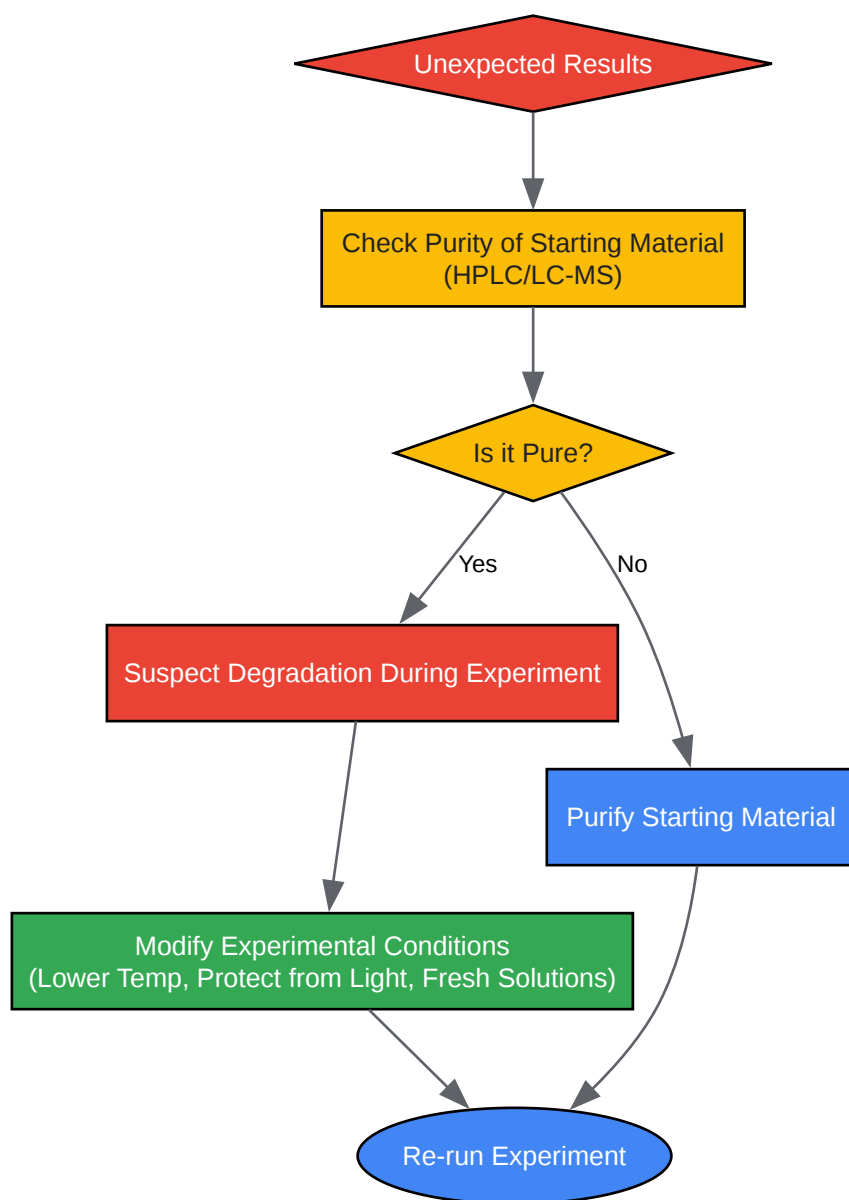 Unexpected Results
Check Purity of Starting Material
(HPLC/LC-MS)
Is it Pure?
Yes
No
Suspect Degradation During Experiment
Purify Starting Material
Modify Experimental Conditions
(Lower Temp, Protect from Light, Fresh Solutions)
Re-run Experiment